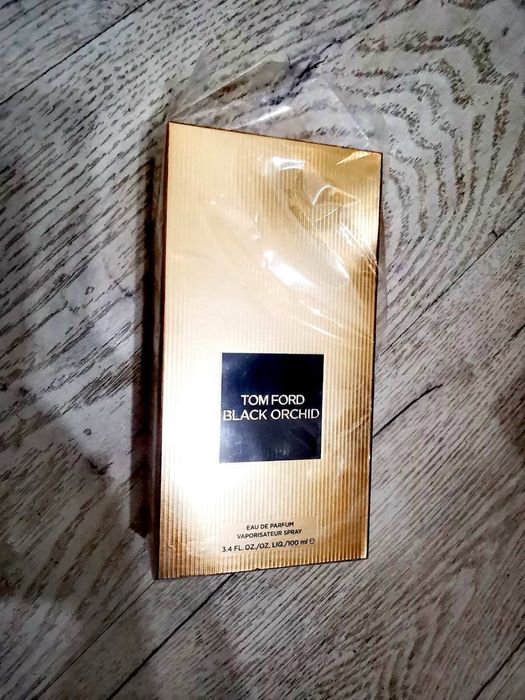 TOM FORD
BLACK ORCHID
EAU DE PARFUM
VAPORISATEUR SPRAY
3.4 FL. OZ./OZ. LIQ./100 ml ℮